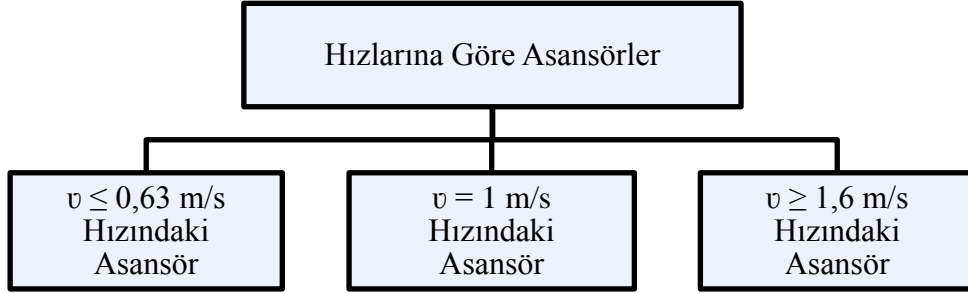 Hızlarına Göre Asansörler
υ ≤ 0,63 m/s
Hızındaki
Asansör
υ = 1 m/s
Hızındaki
Asansör
υ ≥ 1,6 m/s
Hızındaki
Asansör